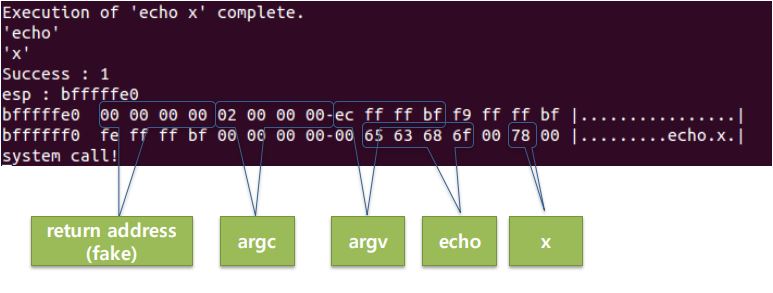 Execution of 'echo x' complete.
'echo'
'x'
Success : 1
esp : bfffffe0
bfffffe0  00 00 00 00 02 00 00 00-ec ff ff bf f9 ff ff bf |................|
bffffff0  fe ff ff bf 00 00 00 00-00 65 63 68 6f 00 78 00 |.........echo.x.|
system call!
return address
(fake)
argc
argv
echo
x